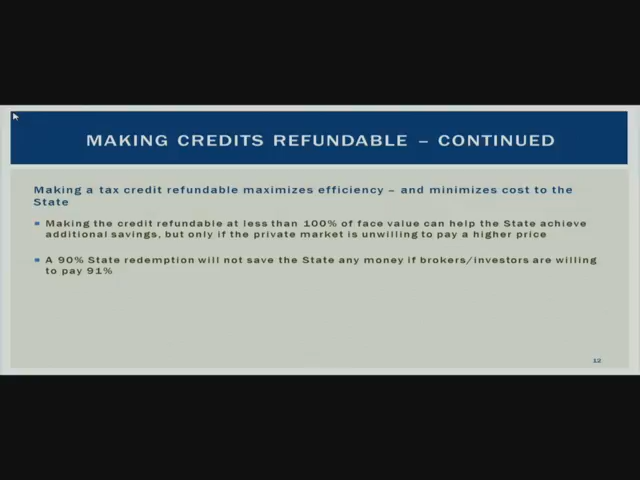 MAKING CREDITS REFUNDABLE – CONTINUED
Making a tax credit refundable maximizes efficiency – and minimizes cost to the
State
Making the credit refundable at less than 100% of face value can help the State achieve
additional savings, but only if the private market is unwilling to pay a higher price
A 90% State redemption will not save the State any money if brokers/investors are willing
to pay 91%
12